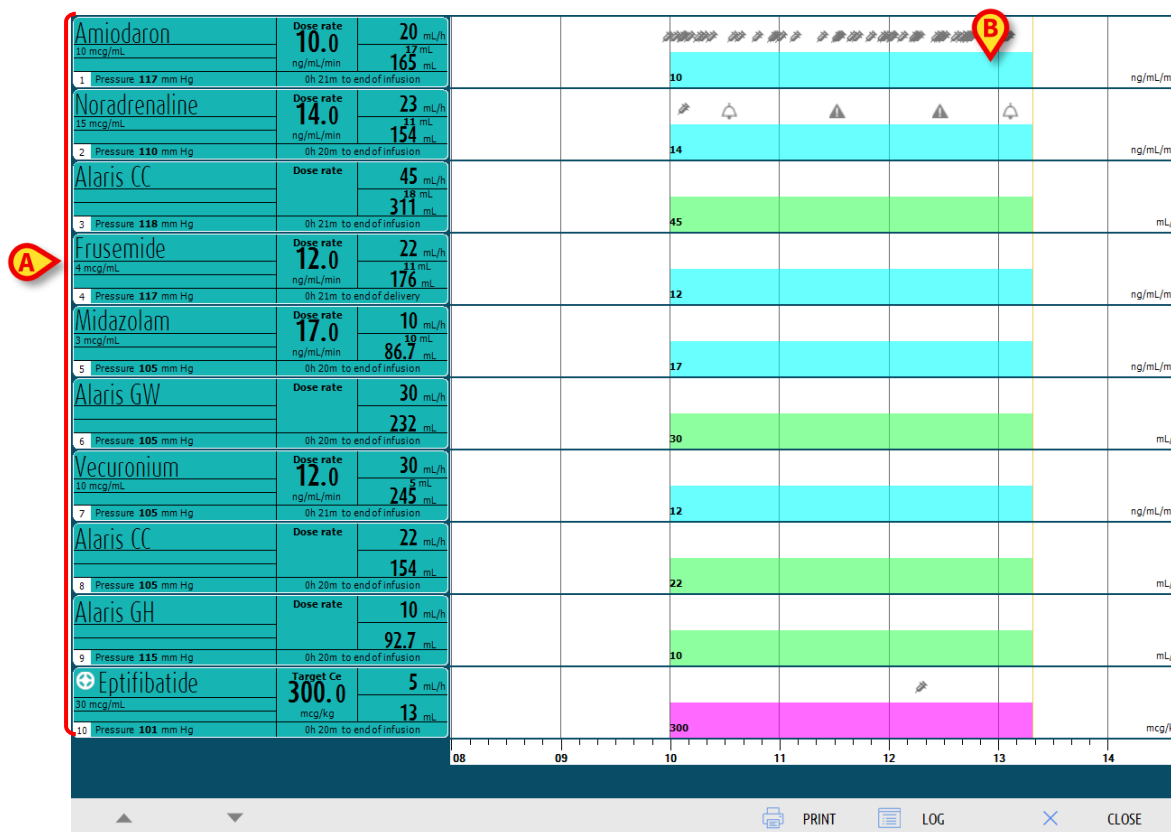 Amiodaron
10 mcg/mL
Dose rate
10.0
ng/mL/min
20 mL/h
17 mL
165 mL
1 Pressure 117 mm Hg
0h 21m to end of infusion
10
ng/mL/m
B
Noradrenaline
15 mcg/mL
Dose rate
14.0
ng/mL/min
23 mL/h
11 mL
154 mL
2 Pressure 110 mm Hg
0h 20m to end of infusion
14
ng/mL/m
Alaris CC
Dose rate
45 mL/h
18 mL
311 mL
3 Pressure 118 mm Hg
0h 21m to end of infusion
45
mL/
A
Frusemide
4 mcg/mL
Dose rate
12.0
ng/mL/min
22 mL/h
11 mL
176 mL
4 Pressure 117 mm Hg
0h 21m to end of delivery
12
ng/mL/m
Midazolam
3 mcg/mL
Dose rate
17.0
ng/mL/min
10 mL/h
10 mL
86.7 mL
5 Pressure 105 mm Hg
0h 20m to end of infusion
17
ng/mL/m
Alaris GW
Dose rate
30 mL/h
232 mL
6 Pressure 105 mm Hg
0h 20m to end of infusion
30
mL/
Vecuronium
10 mcg/mL
Dose rate
12.0
ng/mL/min
30 mL/h
5 mL
245 mL
7 Pressure 105 mm Hg
0h 21m to end of infusion
12
ng/mL/m
Alaris CC
Dose rate
22 mL/h
154 mL
8 Pressure 105 mm Hg
0h 20m to end of infusion
22
mL/
Alaris GH
Dose rate
10 mL/h
92.7 mL
9 Pressure 115 mm Hg
0h 20m to end of infusion
10
mL/
Eptifibatide
30 mcg/mL
Target Ce
300.0
mcg/kg
5 mL/h
13 mL
10 Pressure 101 mm Hg
0h 20m to end of infusion
300
mcg/k
08 09 10 11 12 13 14
PRINT LOG CLOSE